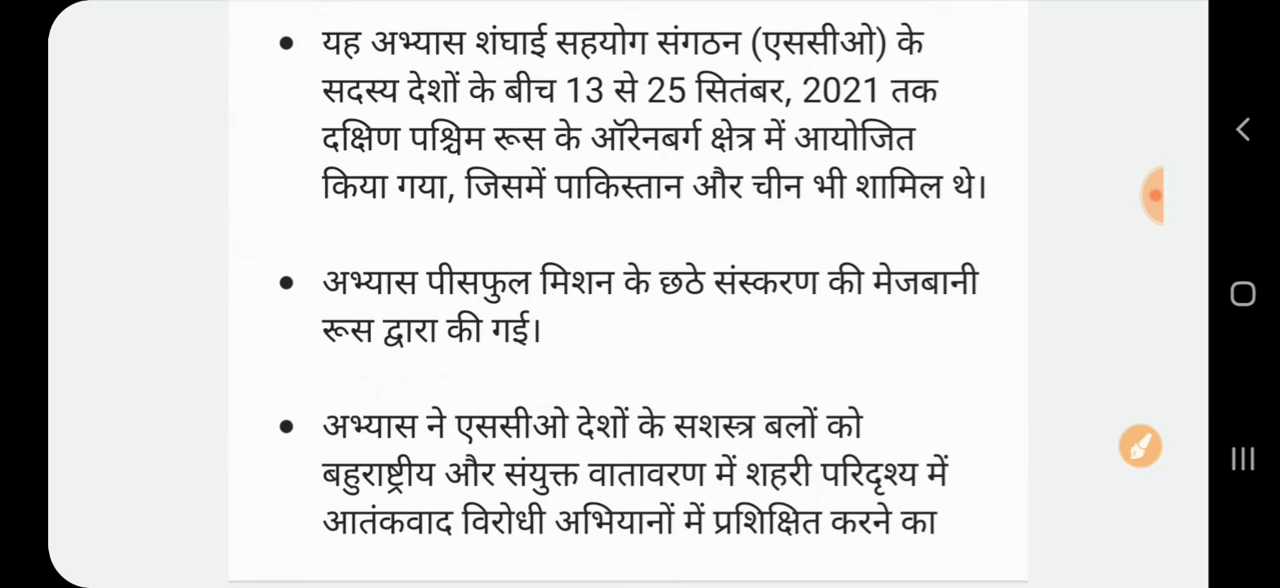 • यह अभ्यास शंघाई सहयोग संगठन (एससीओ) के
सदस्य देशों के बीच 13 से 25 सितंबर, 2021 तक
दक्षिण पश्चिम रूस के ऑरेनबर्ग क्षेत्र में आयोजित
किया गया, जिसमें पाकिस्तान और चीन भी शामिल थे।
• अभ्यास पीसफुल मिशन के छठे संस्करण की मेजबानी
रूस द्वारा की गई।
• अभ्यास ने एससीओ देशों के सशस्त्र बलों को
बहुराष्ट्रीय और संयुक्त वातावरण में शहरी परिदृश्य में
आतंकवाद विरोधी अभियानों में प्रशिक्षित करने का